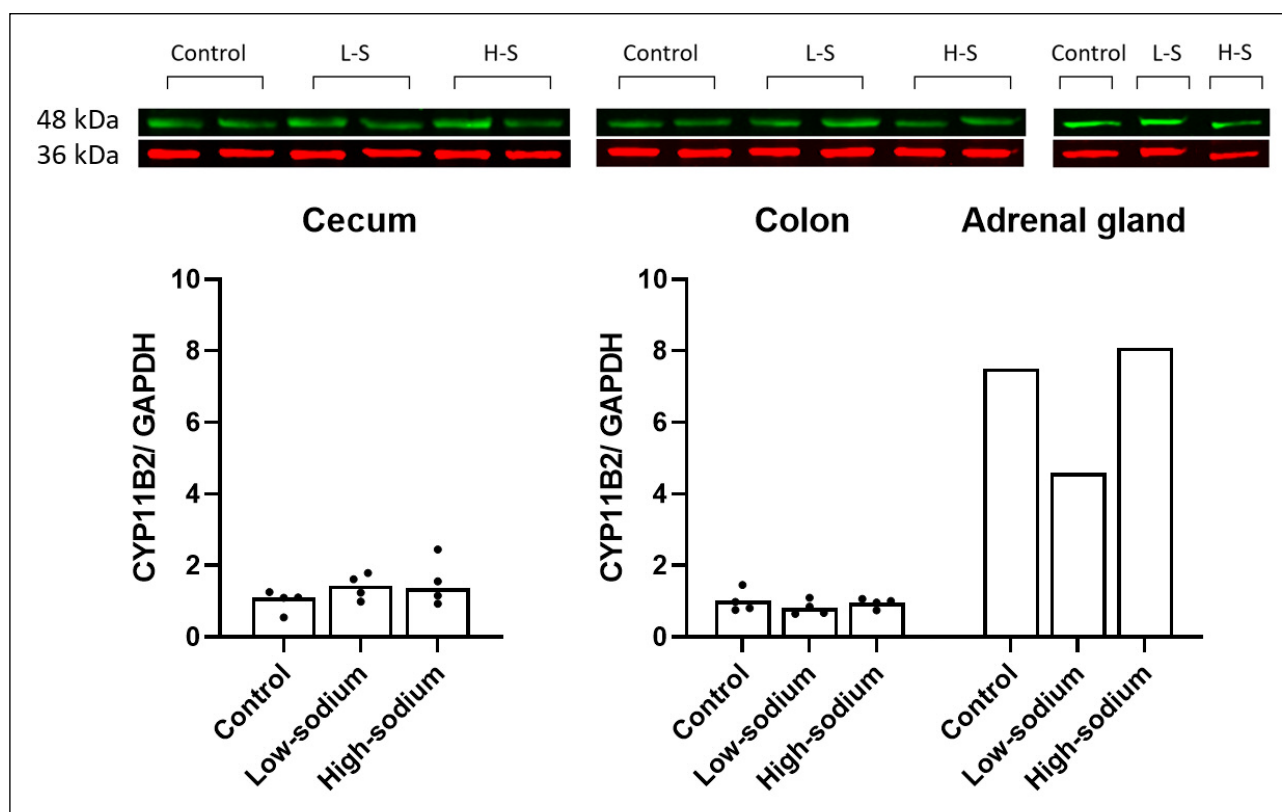 Control L-S H-S Control L-S H-S Control L-S H-S
48 kDa
36 kDa
Cecum Colon Adrenal gland
CYP11B2/ GAPDH
10
8
6
4
2
0
Control
Low-sodium
High-sodium
CYP11B2/ GAPDH
10
8
6
4
2
0
Control
Low-sodium
High-sodium
Control
Low-sodium
High-sodium